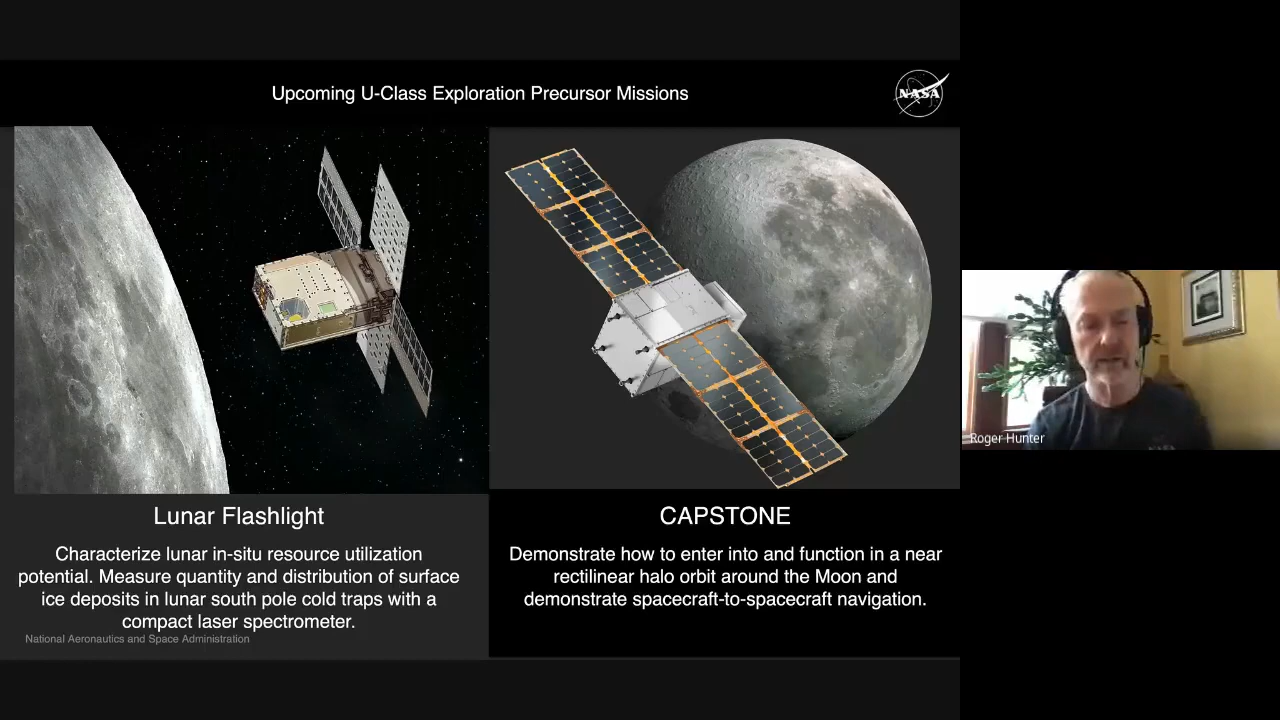 Upcoming U-Class Exploration Precursor Missions
NASA
Lunar Flashlight
Characterize lunar in-situ resource utilization
potential. Measure quantity and distribution of surface
ice deposits in lunar south pole cold traps with a
compact laser spectrometer.
National Aeronautics and Space Administration
CAPSTONE
Demonstrate how to enter into and function in a near
rectilinear halo orbit around the Moon and
demonstrate spacecraft-to-spacecraft navigation.
Roger Hunter